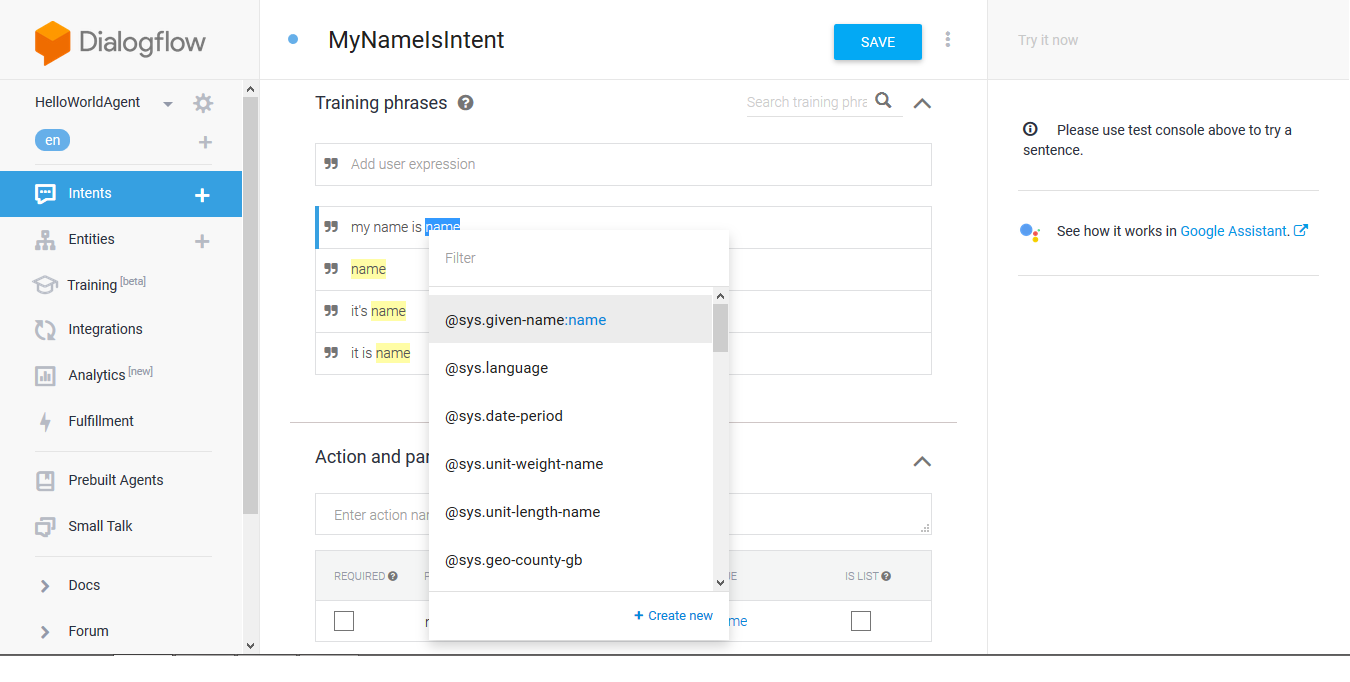 Dialogflow
HelloWorldAgent
en
Intents
Entities
Training [beta]
Integrations
Analytics [new]
Fulfillment
Prebuilt Agents
Small Talk
Docs
Forum
MyNameIsIntent
SAVE
Training phrases
Search training phra
Add user expression
my name is name
name
it's name
it is name
Filter
@sys.given-name:name
@sys.language
@sys.date-period
@sys.unit-weight-name
@sys.unit-length-name
@sys.geo-county-gb
+ Create new
Action and par
Enter action nam
REQUIRED
IS LIST
me
Try it now
Please use test console above to try a
sentence.
See how it works in Google Assistant.